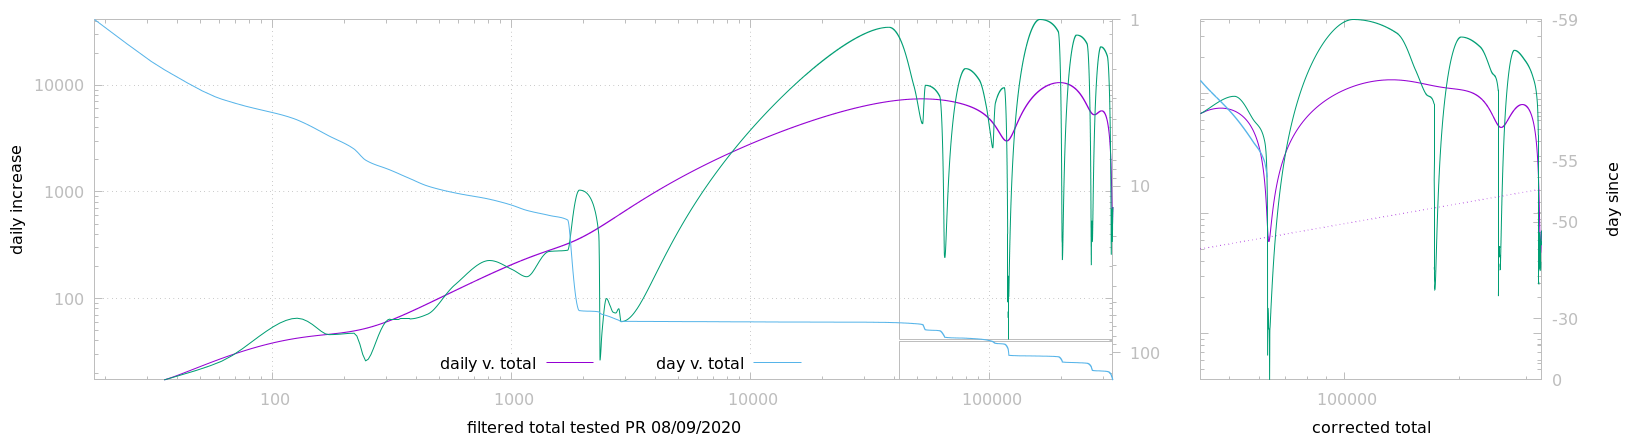 daily increase
10000
1000
100
100
1000
10000
100000
1
10
100
daily v. total
day v. total
filtered total tested PR 08/09/2020
-59
-55
-50
-30
0
day since
100000
corrected total